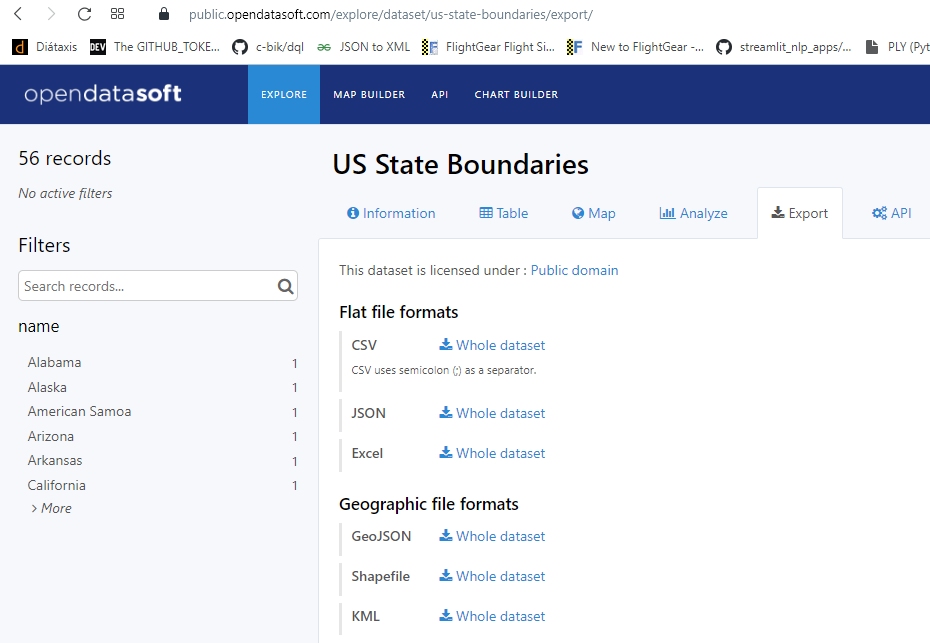 public.opendatasoft.com/explore/dataset/us-state-boundaries/export/
Diátaxis DEV The GITHUB_TOKE... c-bik/dql JSON to XML FlightGear Flight Si... New to FlightGear -... streamlit_nlp_apps/... PLY (Pyt
opendatasoft EXPLORE MAP BUILDER API CHART BUILDER
56 records
No active filters
Filters
Search records...
name
Alabama 1
Alaska 1
American Samoa 1
Arizona 1
Arkansas 1
California 1
> More
US State Boundaries
Information Table Map Analyze Export API
This dataset is licensed under : Public domain
Flat file formats
CSV Whole dataset
CSV uses semicolon (;) as a separator.
JSON Whole dataset
Excel Whole dataset
Geographic file formats
GeoJSON Whole dataset
Shapefile Whole dataset
KML Whole dataset